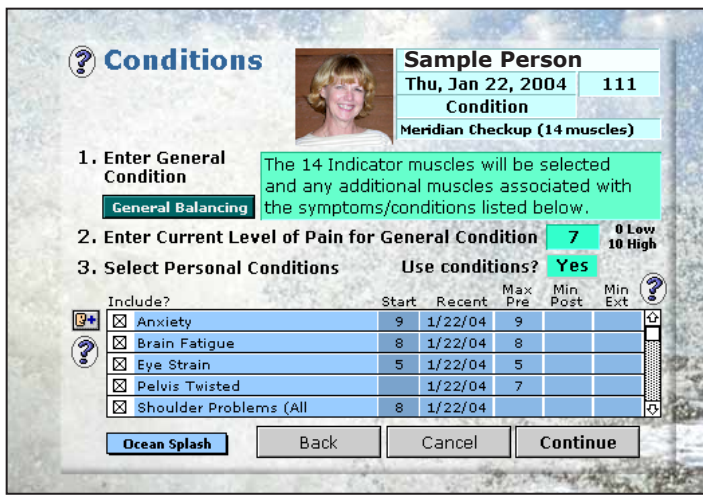 ? Conditions
Sample Person
Thu, Jan 22, 2004 111
Condition
Meridian Checkup (14 muscles)
1. Enter General Condition
General Balancing
The 14 Indicator muscles will be selected
and any additional muscles associated with
the symptoms/conditions listed below.
2. Enter Current Level of Pain for General Condition 7 0 Low
10 High
3. Select Personal Conditions Use conditions? Yes
?
Include? Start Recent Max Pre Min Post Min Ext
Anxiety 9 1/22/04 9
?
Brain Fatigue 8 1/22/04 8
Eye Strain 5 1/22/04 5
Pelvis Twisted 1/22/04 7
Shoulder Problems (All 8 1/22/04
Ocean Splash Back Cancel Continue